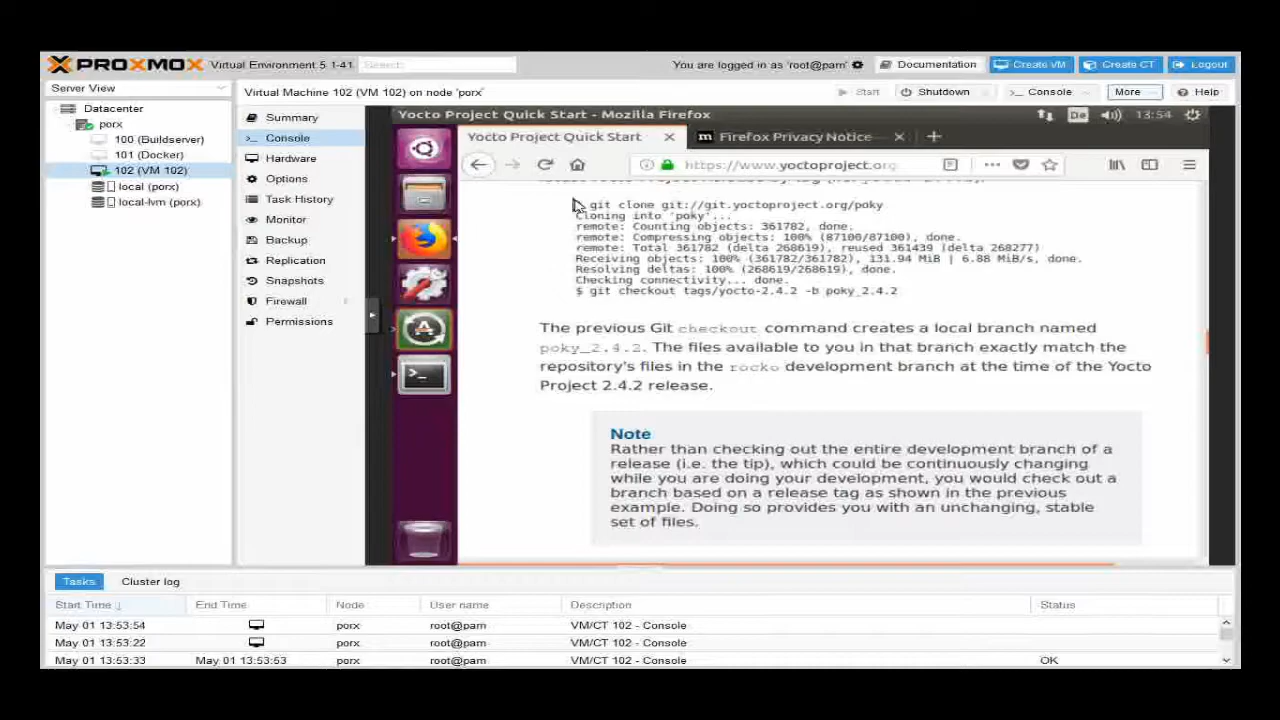 PROXMOX Virtual Environment 5.1-41 Search You are logged in as 'root@pam' Documentation Create VM Create CT Logout
Server View
Datacenter
porx
100 (Buildserver)
101 (Docker)
102 (VM 102)
local (porx)
local-lvm (porx)
Virtual Machine 102 (VM 102) on node 'porx' Start Shutdown >_ Console More Help
Summary
>_ Console
Hardware
Options
Task History
Monitor
Backup
Replication
Snapshots
Firewall
Permissions
Yocto Project Quick Start - Mozilla Firefox De 13:54
Yocto Project Quick Start Firefox Privacy Notice
https://www.yoctoproject.org
git clone git://git.yoctoproject.org/poky
Cloning into 'poky'...
remote: Counting objects: 361782, done.
remote: Compressing objects: 100% (87100/87100), done.
remote: Total 361782 (delta 268619), reused 361439 (delta 268277)
Receiving objects: 100% (361782/361782), 131.94 MiB | 6.88 MiB/s, done.
Resolving deltas: 100% (268619/268619), done.
Checking connectivity... done.
$ git checkout tags/yocto-2.4.2 -b poky_2.4.2
The previous Git checkout command creates a local branch named
poky_2.4.2. The files available to you in that branch exactly match the
repository's files in the rocko development branch at the time of the Yocto
Project 2.4.2 release.
Note
Rather than checking out the entire development branch of a
release (i.e. the tip), which could be continuously changing
while you are doing your development, you would check out a
branch based on a release tag as shown in the previous
example. Doing so provides you with an unchanging, stable
set of files.
Tasks Cluster log
Start Time End Time Node User name Description Status
May 01 13:53:54 porx root@pam VM/CT 102 - Console
May 01 13:53:22 porx root@pam VM/CT 102 - Console
May 01 13:53:33 May 01 13:53:53 porx root@pam VM/CT 102 - Console OK